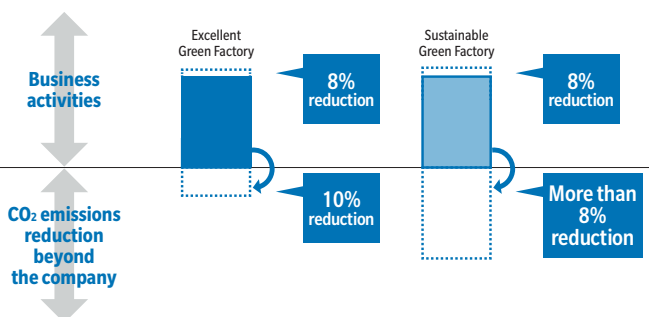 Excellent
Green Factory
Sustainable
Green Factory
Business
activities
8%
reduction
8%
reduction
CO₂ emissions
reduction
beyond
the company
10%
reduction
More than
8%
reduction